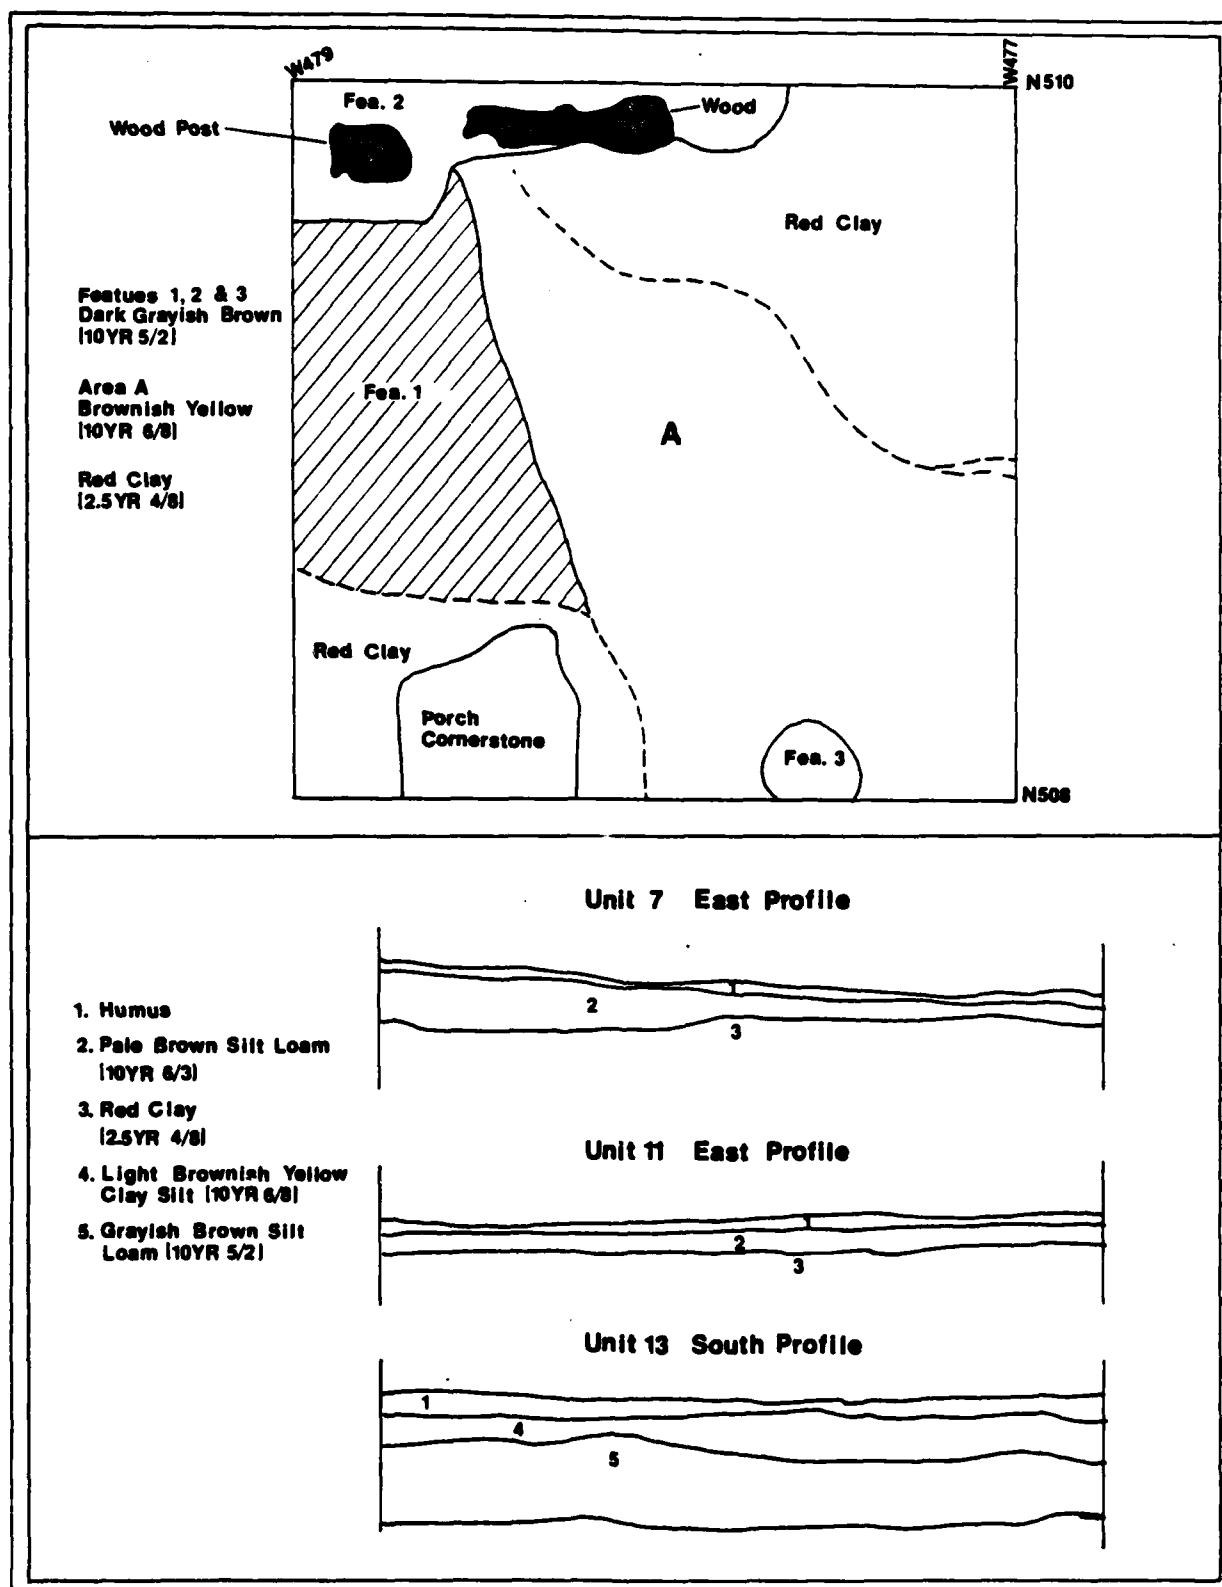 W479
W477
N510
Fea. 2
Wood
Wood Post
Red Clay
Featues 1, 2 & 3
Dark Grayish Brown
[10YR 5/2]
Fea. 1
Area A
Brownish Yellow
[10YR 6/8]
A
Red Clay
[2.5YR 4/8]
Red Clay
Porch
Cornerstone
Fea. 3
N508
Unit 7 East Profile
1. Humus
2. Pale Brown Silt Loam
[10YR 6/3]
3. Red Clay
[2.5YR 4/8]
4. Light Brownish Yellow
Clay Silt [10YR 6/8]
5. Grayish Brown Silt
Loam [10YR 5/2]
1
2
3
Unit 11 East Profile
1
2
3
Unit 13 South Profile
1
4
5